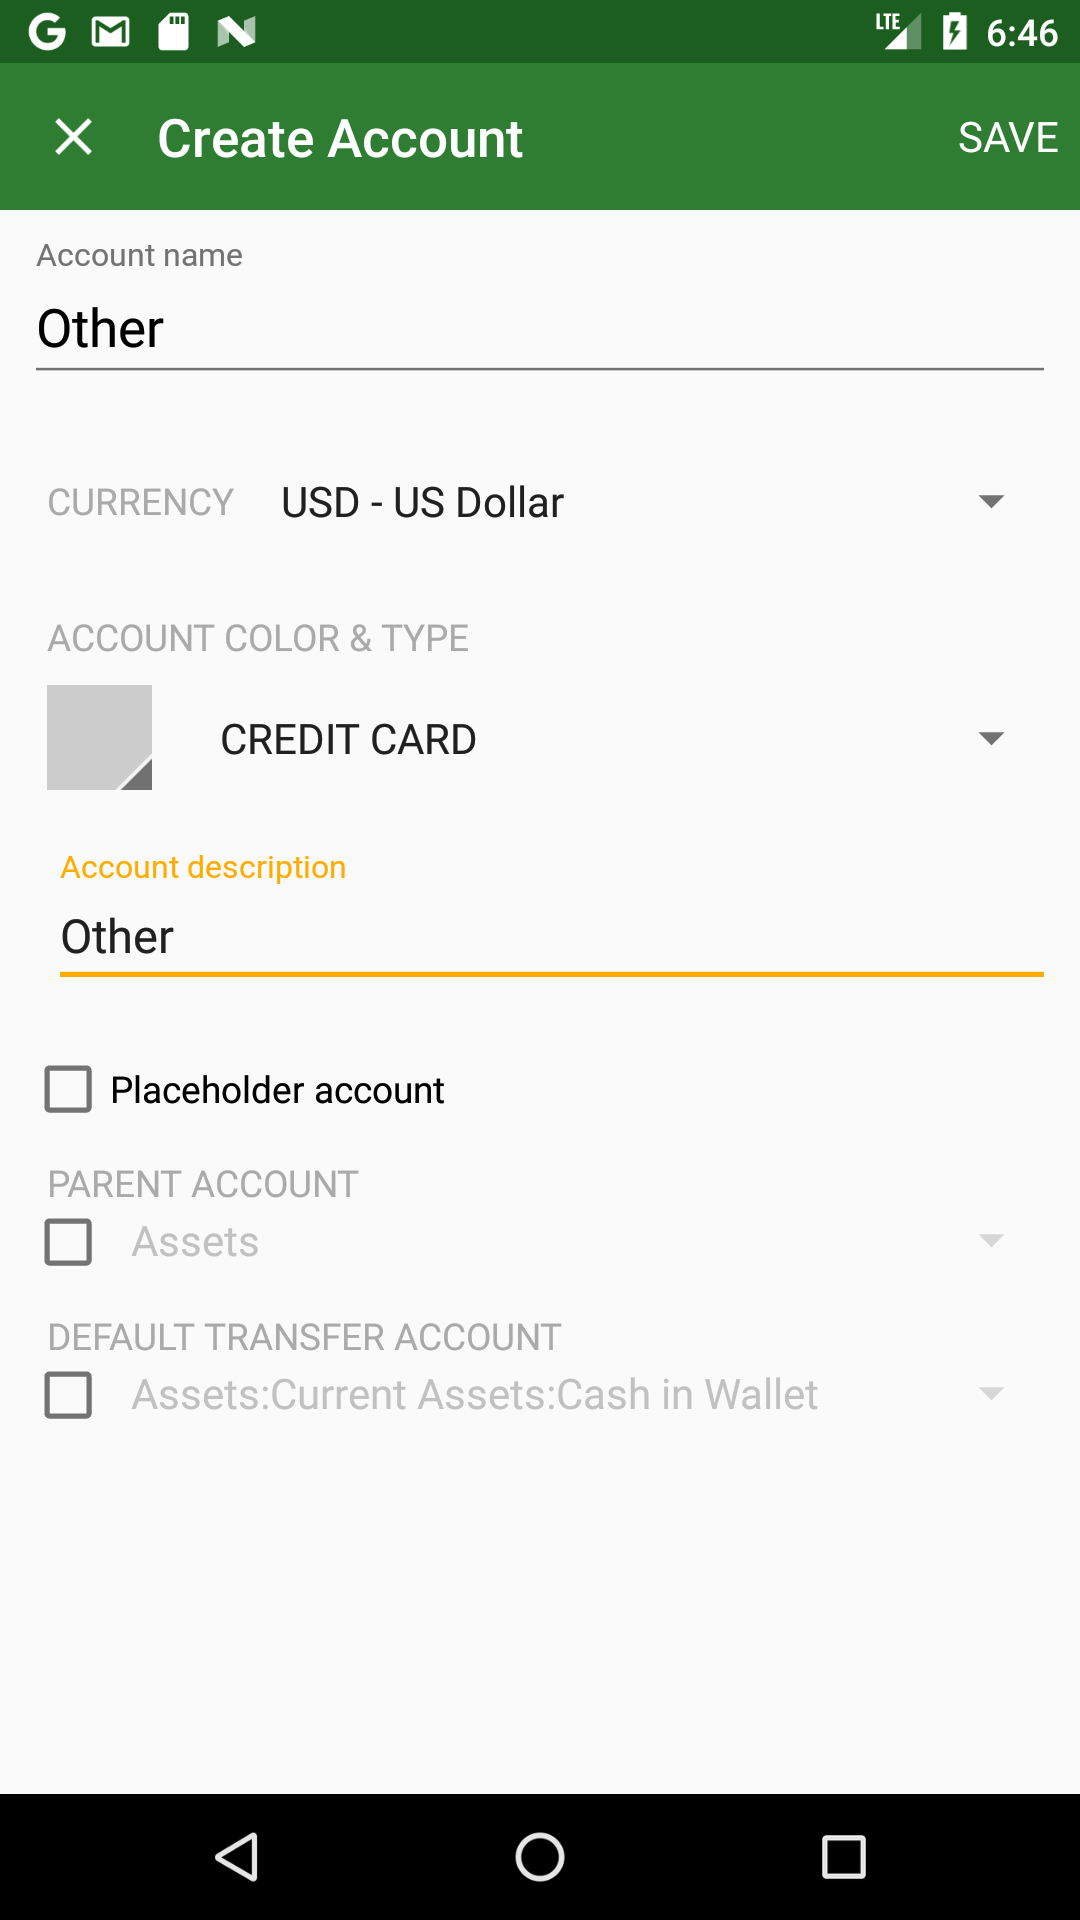 LTE 6:46
Create Account SAVE
Account name
Other
CURRENCY USD - US Dollar
ACCOUNT COLOR & TYPE
CREDIT CARD
Account description
Other
Placeholder account
PARENT ACCOUNT
Assets
DEFAULT TRANSFER ACCOUNT
Assets:Current Assets:Cash in Wallet